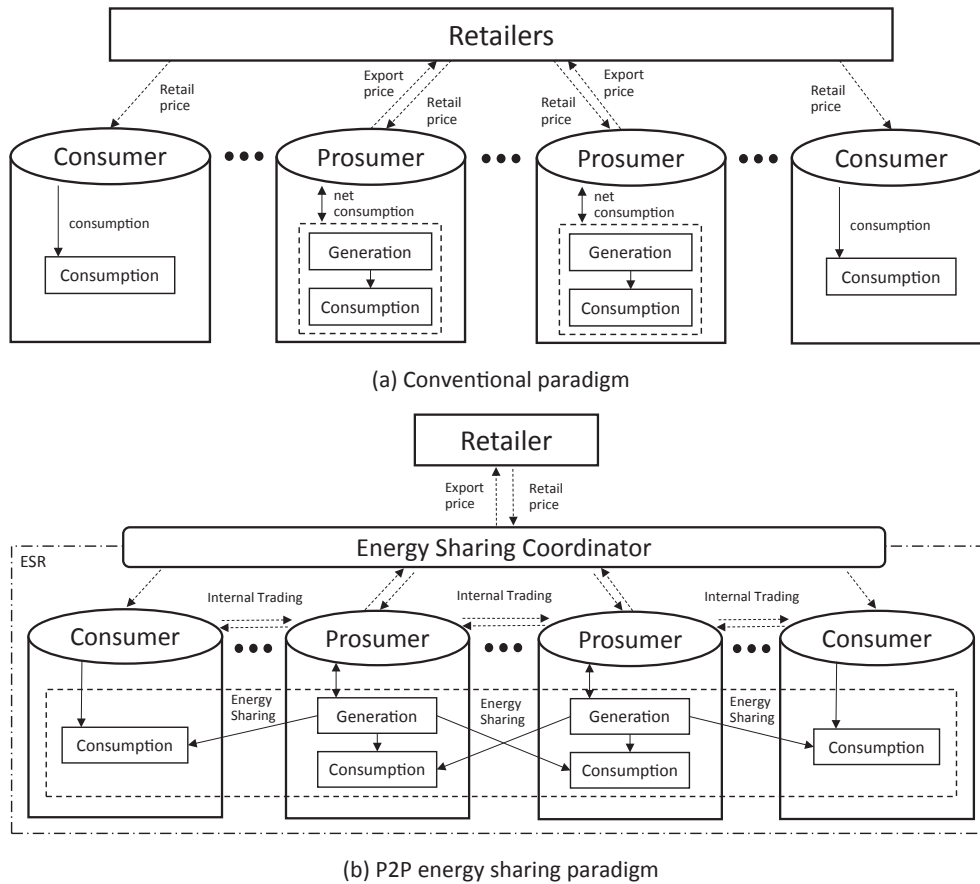 Retailers
Retail
price
Export
price
Retail
price
Retail
price
Export
price
Retail
price
Consumer
Prosumer
Prosumer
Consumer
consumption
net
consumption
net
consumption
consumption
Consumption
Generation
Consumption
Generation
Consumption
Consumption
(a) Conventional paradigm
Retailer
Export
price
Retail
price
Energy Sharing Coordinator
ESR
Internal Trading
Internal Trading
Internal Trading
Consumer
Prosumer
Prosumer
Consumer
Energy
Sharing
Energy
Sharing
Energy
Sharing
Generation
Generation
Consumption
Consumption
Consumption
Consumption
(b) P2P energy sharing paradigm